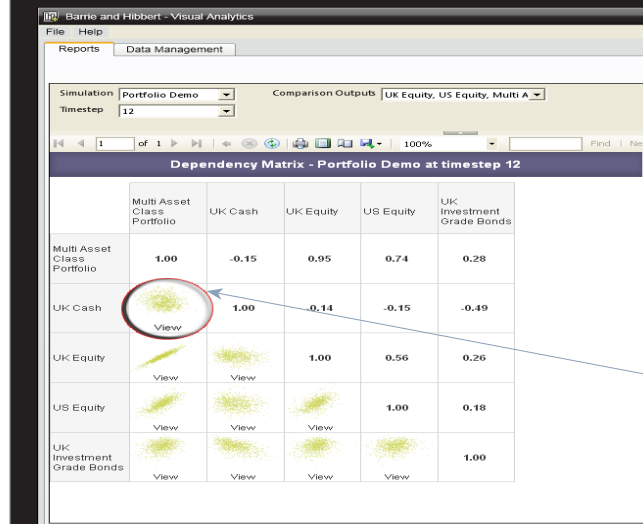 Barrie and Hibbert - Visual Analytics
File Help
Reports Data Management
Simulation Portfolio Demo Comparison Outputs UK Equity, US Equity, Multi A
Timestep 12
1 of 1 100% Find Ne
Dependency Matrix - Portfolio Demo at timestep 12
Multi Asset
Class
Portfolio
UK Cash
UK Equity
US Equity
UK
Investment
Grade Bonds
Multi Asset
Class
Portfolio
1.00 -0.15 0.95 0.74 0.28
UK Cash
View
1.00 -0.14 -0.15 -0.49
UK Equity
View View
1.00 0.56 0.26
US Equity
View View View
1.00 0.18
UK
Investment
Grade Bonds
View View View View
1.00